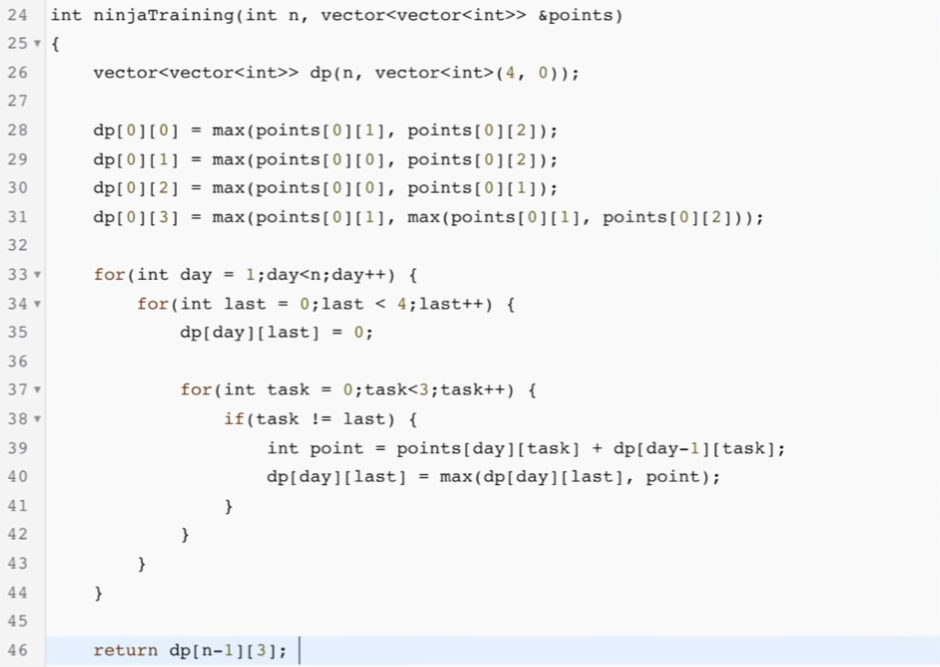 24 int ninjaTraining(int n, vector<vector<int>> &points)
25 {
26     vector<vector<int>> dp(n, vector<int>(4, 0));
27
28     dp[0][0] = max(points[0][1], points[0][2]);
29     dp[0][1] = max(points[0][0], points[0][2]);
30     dp[0][2] = max(points[0][0], points[0][1]);
31     dp[0][3] = max(points[0][1], max(points[0][1], points[0][2]));
32
33     for(int day = 1;day<n;day++) {
34         for(int last = 0;last < 4;last++) {
35             dp[day][last] = 0;
36
37             for(int task = 0;task<3;task++) {
38                 if(task != last) {
39                     int point = points[day][task] + dp[day-1][task];
40                     dp[day][last] = max(dp[day][last], point);
41                 }
42             }
43         }
44     }
45
46     return dp[n-1][3];